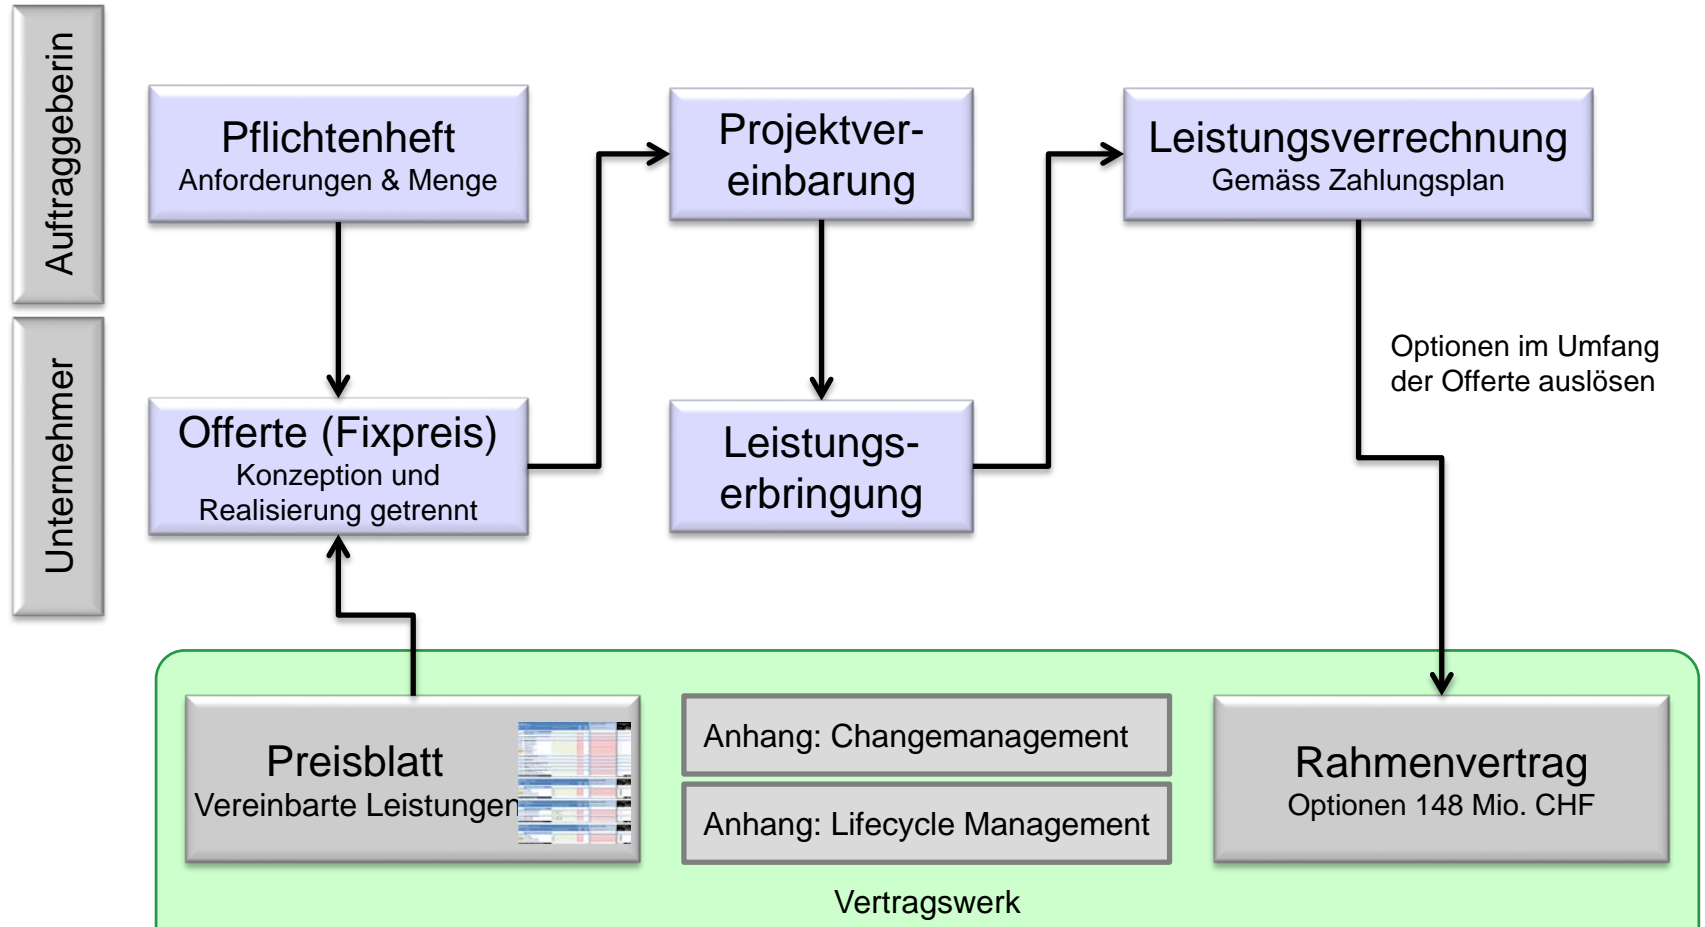 Auftraggeberin
Pflichtenheft
Anforderungen & Menge
Projektver-
einbarung
Leistungsverrechnung
Gemäss Zahlungsplan
Unternehmer
Offerte (Fixpreis)
Konzeption und
Realisierung getrennt
Leistungs-
erbringung
Optionen im Umfang
der Offerte auslösen
Preisblatt
Vereinbarte Leistungen
Anhang: Changemanagement
Anhang: Lifecycle Management
Rahmenvertrag
Optionen 148 Mio. CHF
Vertragswerk